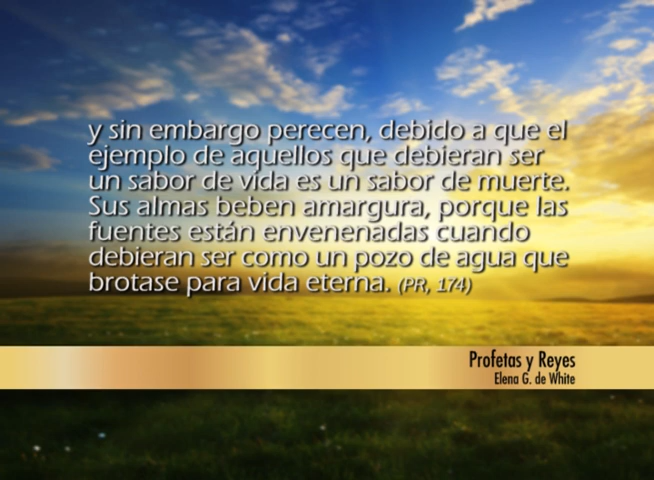 y sin embargo perecen, debido a que el
ejemplo de aquellos que debieran ser
un sabor de vida es un sabor de muerte.
Sus almas beben amargura, porque las
fuentes están envenenadas cuando
debieran ser como un pozo de agua que
brotase para vida eterna. (PR, 174)
Profetas y Reyes
Elena G. de White